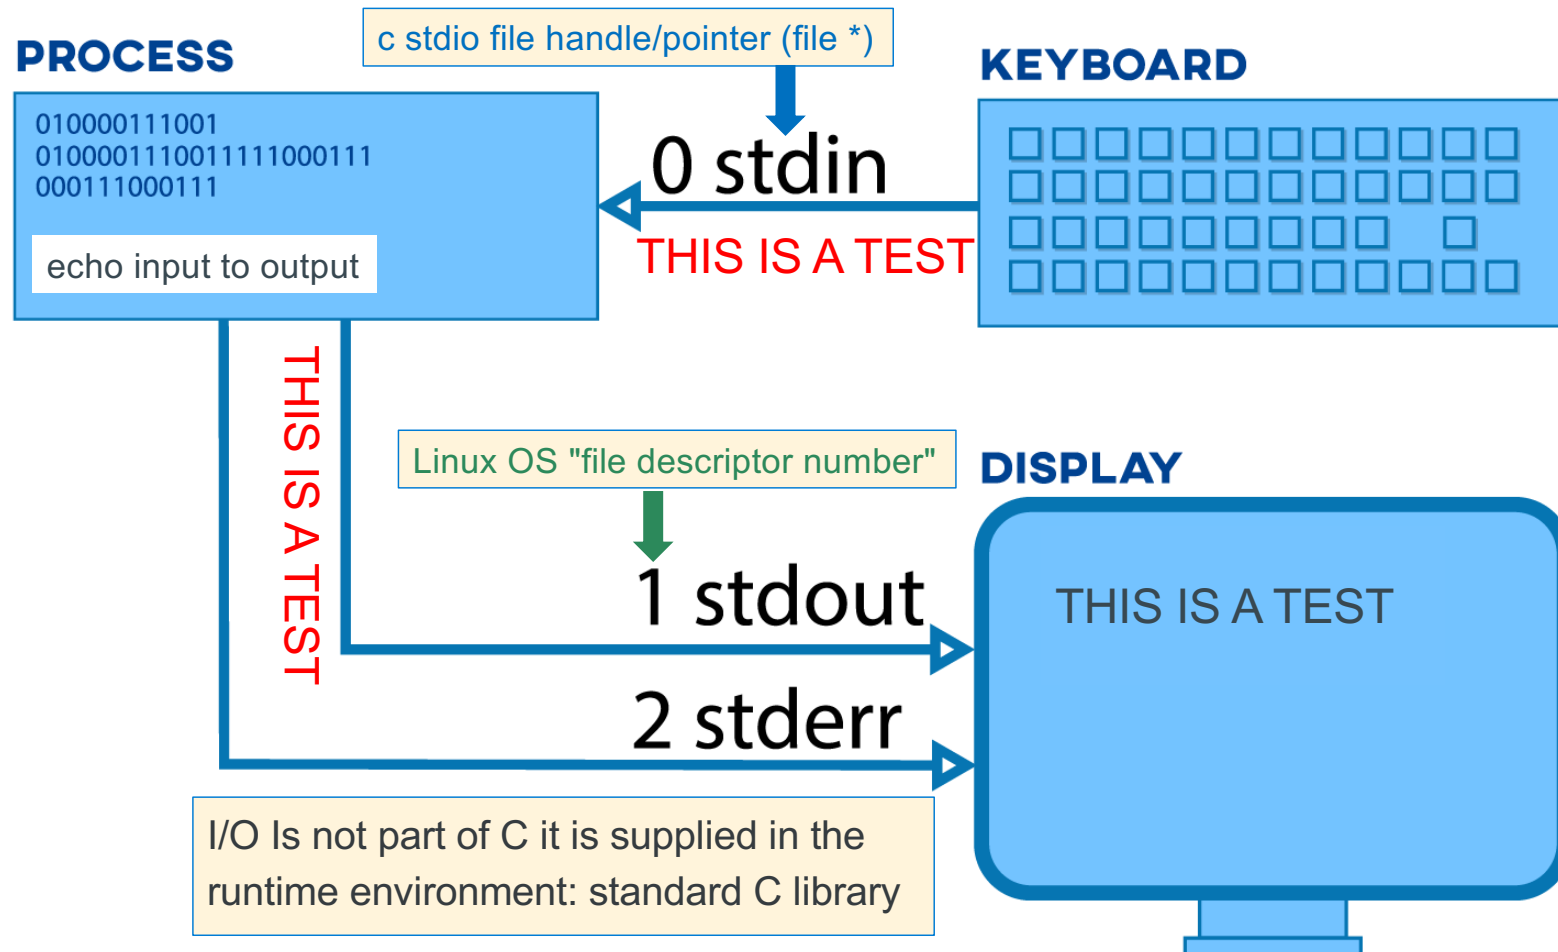 c stdio file handle/pointer (file *)
PROCESS
KEYBOARD
010000111001
0100001110011111000111
000111000111
0 stdin
echo input to output
THIS IS A TEST
THIS IS A TEST
Linux OS "file descriptor number"
DISPLAY
1 stdout
THIS IS A TEST
2 stderr
I/O Is not part of C it is supplied in the
runtime environment: standard C library